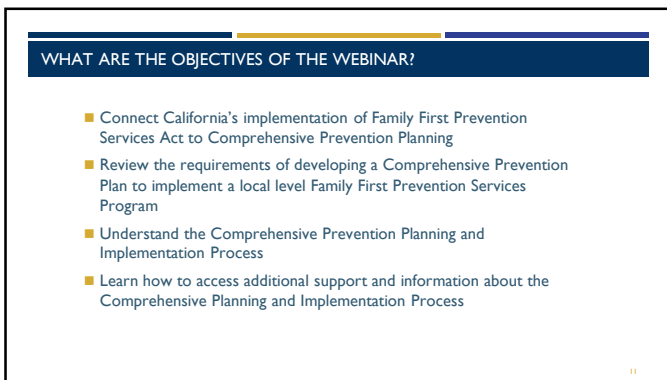 WHAT ARE THE OBJECTIVES OF THE WEBINAR?
Connect California's implementation of Family First Prevention
Services Act to Comprehensive Prevention Planning
Review the requirements of developing a Comprehensive Prevention
Plan to implement a local level Family First Prevention Services
Program
Understand the Comprehensive Prevention Planning and
Implementation Process
Learn how to access additional support and information about the
Comprehensive Planning and Implementation Process
11